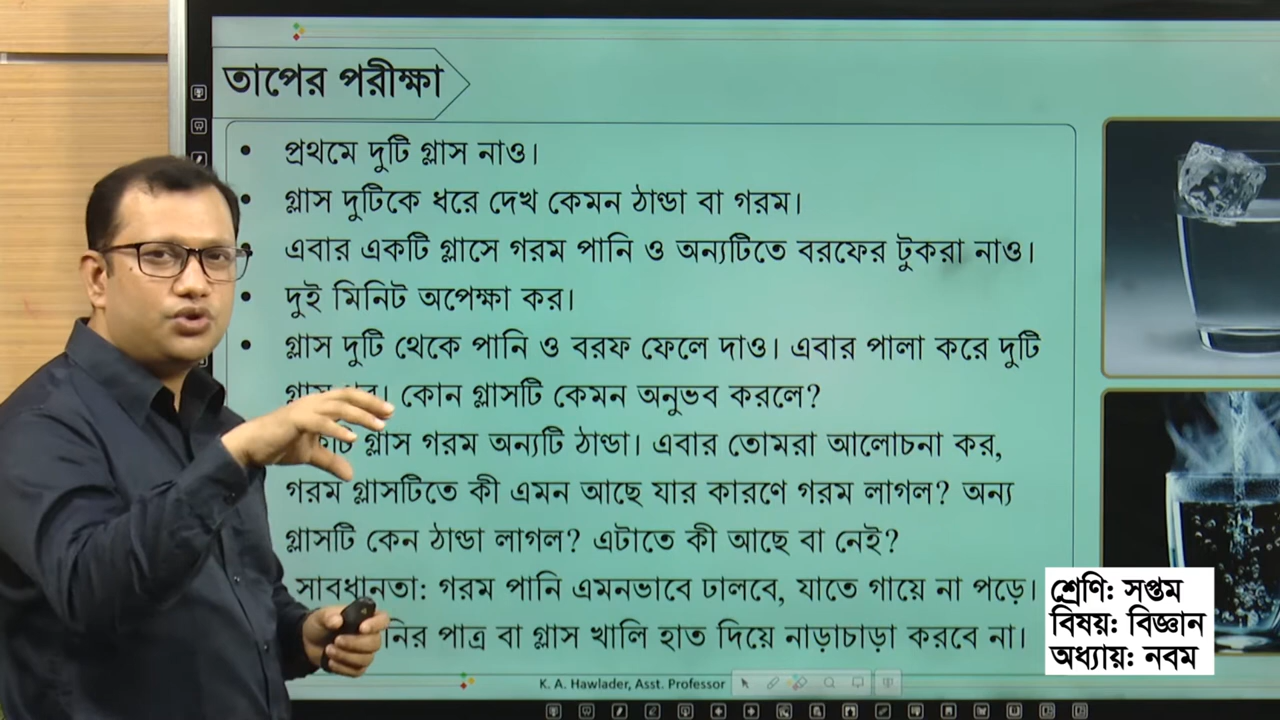 তাপের পরীক্ষা
• প্রথমে দুটি গ্লাস নাও।
• গ্লাস দুটিকে ধরে দেখ কেমন ঠাণ্ডা বা গরম।
• এবার একটি গ্লাসে গরম পানি ও অন্যটিতে বরফের টুকরা নাও।
• দুই মিনিট অপেক্ষা কর।
• গ্লাস দুটি থেকে পানি ও বরফ ফেলে দাও। এবার পালা করে দুটি
কোন গ্লাসটি কেমন অনুভব করলে?
গ্লাস গরম অন্যটি ঠাণ্ডা। এবার তোমরা আলোচনা কর,
গরম গ্লাসটিতে কী এমন আছে যার কারণে গরম লাগল? অন্য
গ্লাসটি কেন ঠাণ্ডা লাগল? এটাতে কী আছে বা নেই?
সাবধানতা: গরম পানি এমনভাবে ঢালবে, যাতে গায়ে না পড়ে।
পাত্র বা গ্লাস খালি হাত দিয়ে নাড়াচাড়া করবে না।
K. A. Hawlader, Asst. Professor
শ্রেণি: সপ্তম
বিষয়: বিজ্ঞান
অধ্যায়: নবম